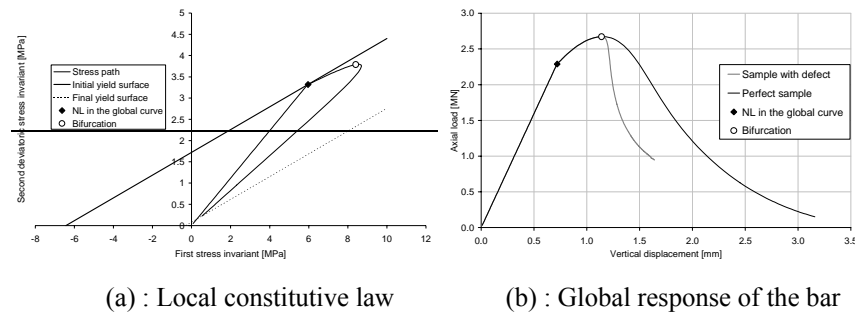 5
4.5
4
3.5
3
2.5
2
1.5
1
0.5
0
-8 -6 -4 -2 0 2 4 6 8 10 12
First stress invariant [MPa]
Second deviatoric stress invariant [MPa]
Stress path
Initial yield surface
Final yield surface
NL in the global curve
Bifurcation
3.0
2.5
2.0
1.5
1.0
0.5
0.0
0.0 0.5 1.0 1.5 2.0 2.5 3.0 3.5
Vertical displacement [mm]
Axial load [MN]
Sample with defect
Perfect sample
NL in the global curve
Bifurcation
(a) : Local constitutive law
(b) : Global response of the bar